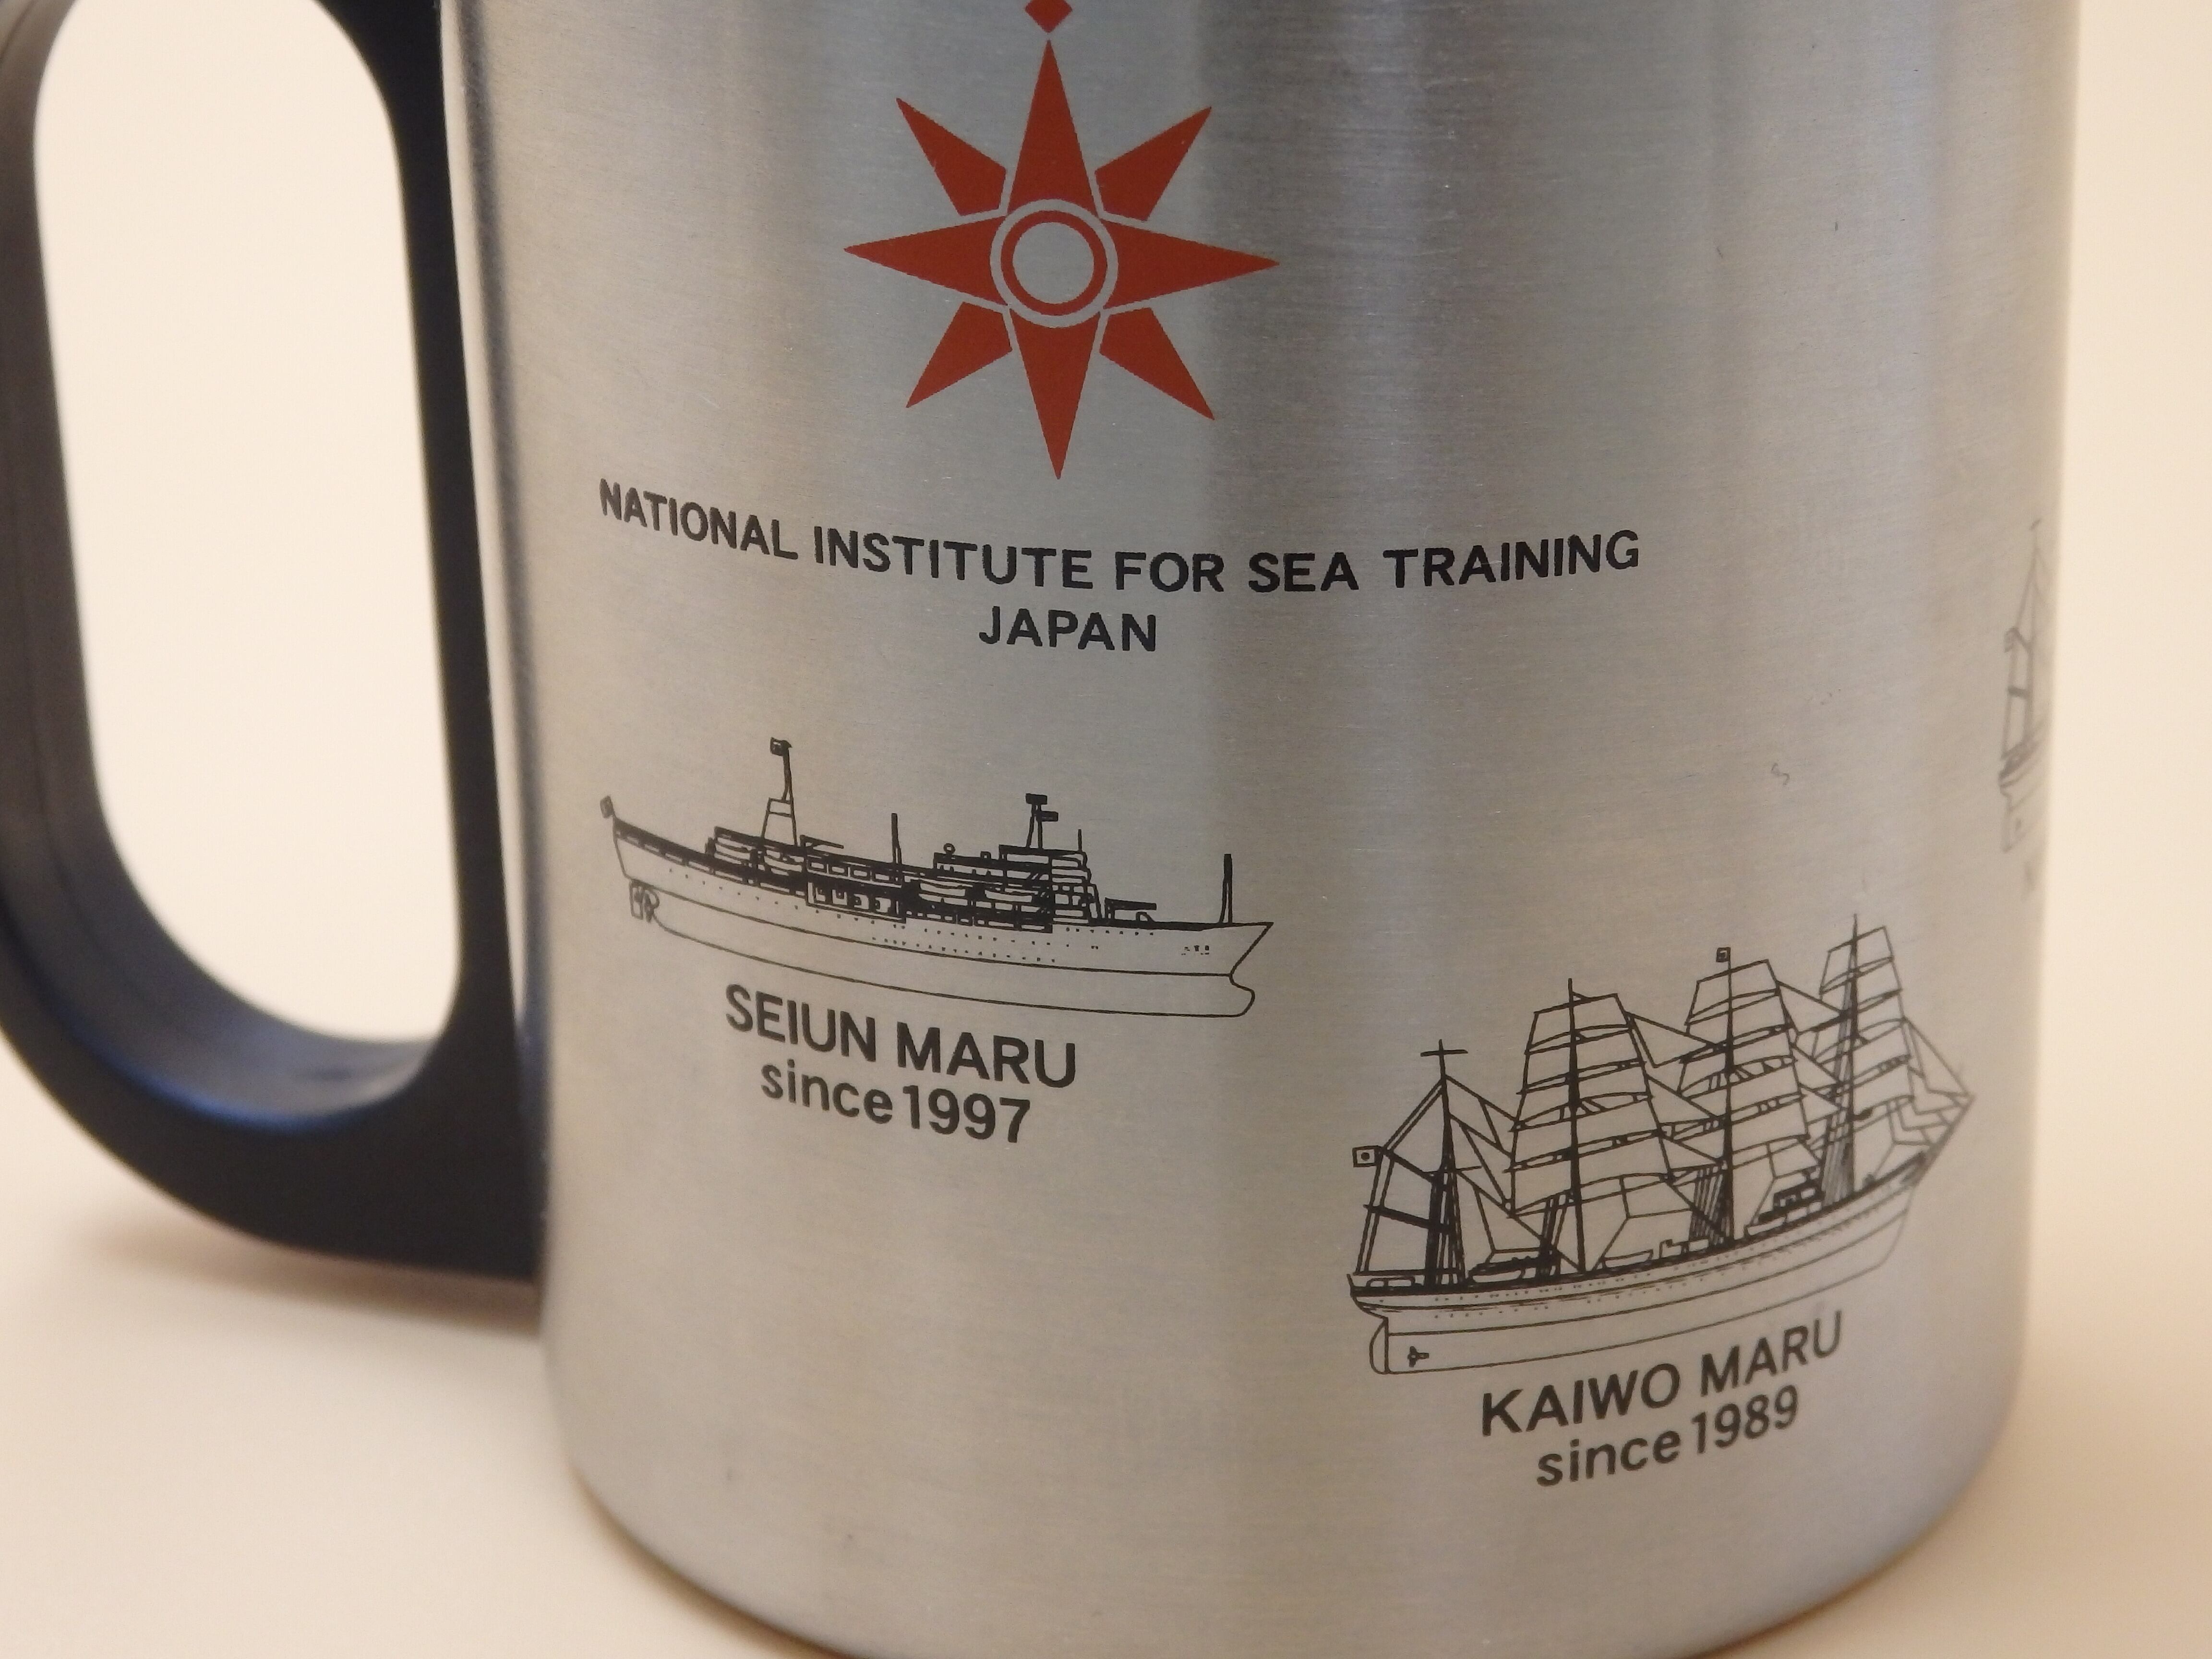 NATIONAL INSTITUTE FOR SEA TRAINING
JAPAN
SEIUN MARU
since 1997
KAIWO MARU
since 1989